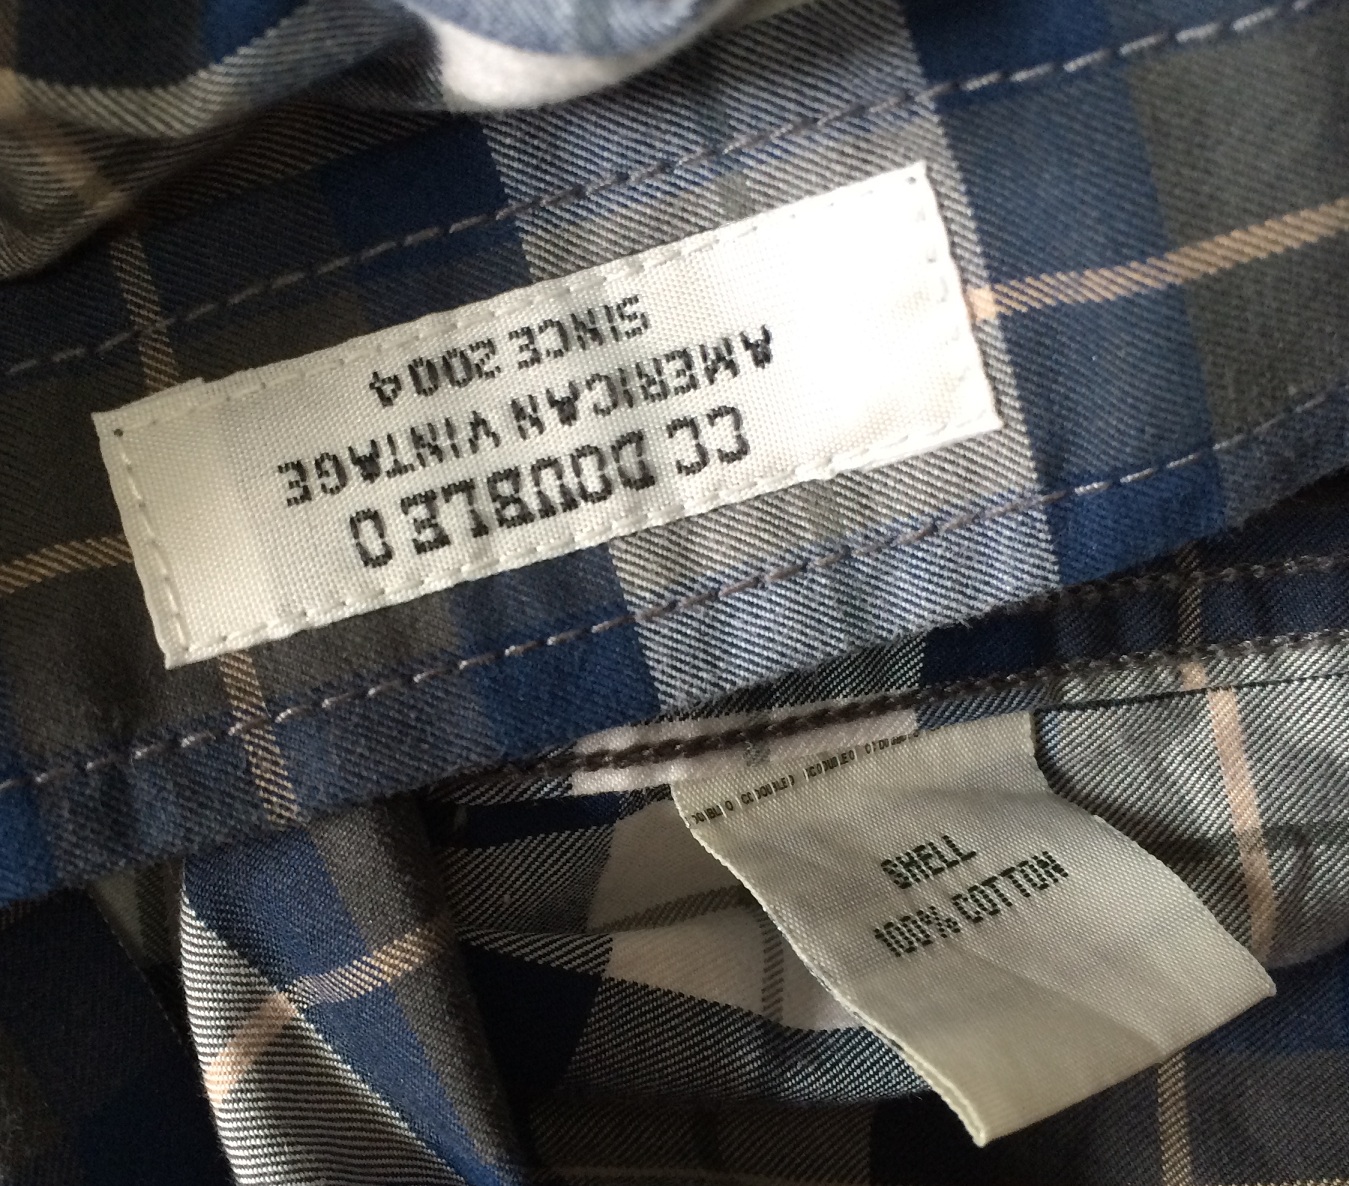 CC DOUBLE O
AMERICAN VINTAGE
SINCE 2004
SHELL
100% COTTON